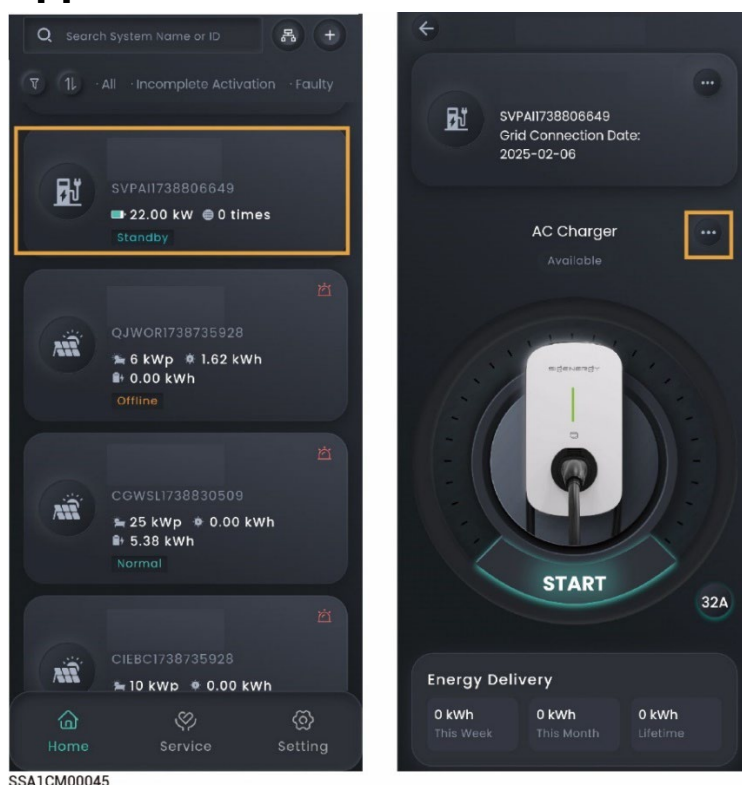 Search System Name or ID
· All · Incomplete Activation · Faulty
SVPAII1738806649
22.00 kW 0 times
Standby
QJWOR1738735928
6 kWp 1.62 kWh
0.00 kWh
Offline
CGWSL1738830509
25 kWp 0.00 kWh
5.38 kWh
Normal
CIEBC1738735928
10 kWp 0.00 kWh
Home Service Setting
SSA1CM00045
SVPAII1738806649
Grid Connection Date:
2025-02-06
AC Charger
Available
START
32A
Energy Delivery
0 kWh 0 kWh 0 kWh
This Week This Month Lifetime